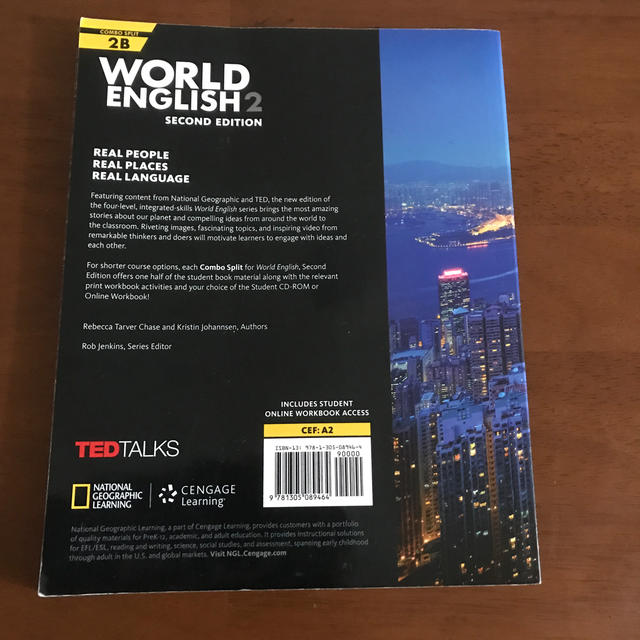 COMBO SPLIT
2B
WORLD
ENGLISH 2
SECOND EDITION
REAL PEOPLE
REAL PLACES
REAL LANGUAGE
Featuring content from National Geographic and TED, the new edition of
the four-level, integrated-skills World English series brings the most amazing
stories about our planet and compelling ideas from around the world to
the classroom. Riveting images, fascinating topics, and inspiring video from
remarkable thinkers and doers will motivate learners to engage with ideas and
each other.
For shorter course options, each Combo Split for World English, Second
Edition offers one half of the student book material along with the relevant
print workbook activities and your choice of the Student CD-ROM or
Online Workbook!
Rebecca Tarver Chase and Kristin Johannsen, Authors
Rob Jenkins, Series Editor
INCLUDES STUDENT
ONLINE WORKBOOK ACCESS
CEF: A2
ISBN-13: 978-1-305-08946-4
90000
9 781305 089464
TEDTALKS
NATIONAL
GEOGRAPHIC
LEARNING
CENGAGE
Learning
National Geographic Learning, a part of Cengage Learning, provides customers with a portfolio
of quality materials for PreK-12, academic, and adult education. It provides instructional solutions
for EFL/ESL, reading and writing, science, social studies, and assessment, spanning early childhood
through adult in the U.S. and global markets. Visit NGL.Cengage.com